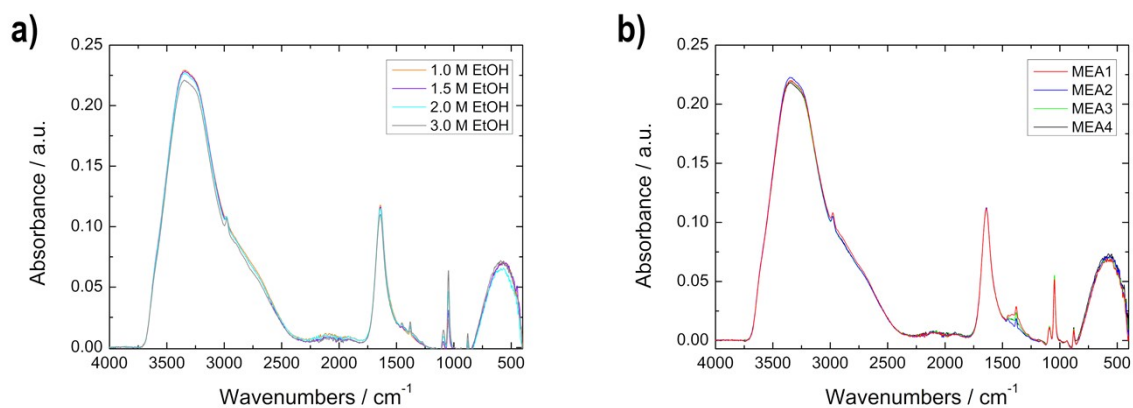 a)
0.25
0.20
0.15
0.10
0.05
0.00
Absorbance / a.u.
1.0 M EtOH
1.5 M EtOH
2.0 M EtOH
3.0 M EtOH
4000 3500 3000 2500 2000 1500 1000 500
Wavenumbers / cm⁻¹
b)
0.25
0.20
0.15
0.10
0.05
0.00
Absorbance / a.u.
MEA1
MEA2
MEA3
MEA4
4000 3500 3000 2500 2000 1500 1000 500
Wavenumbers / cm⁻¹